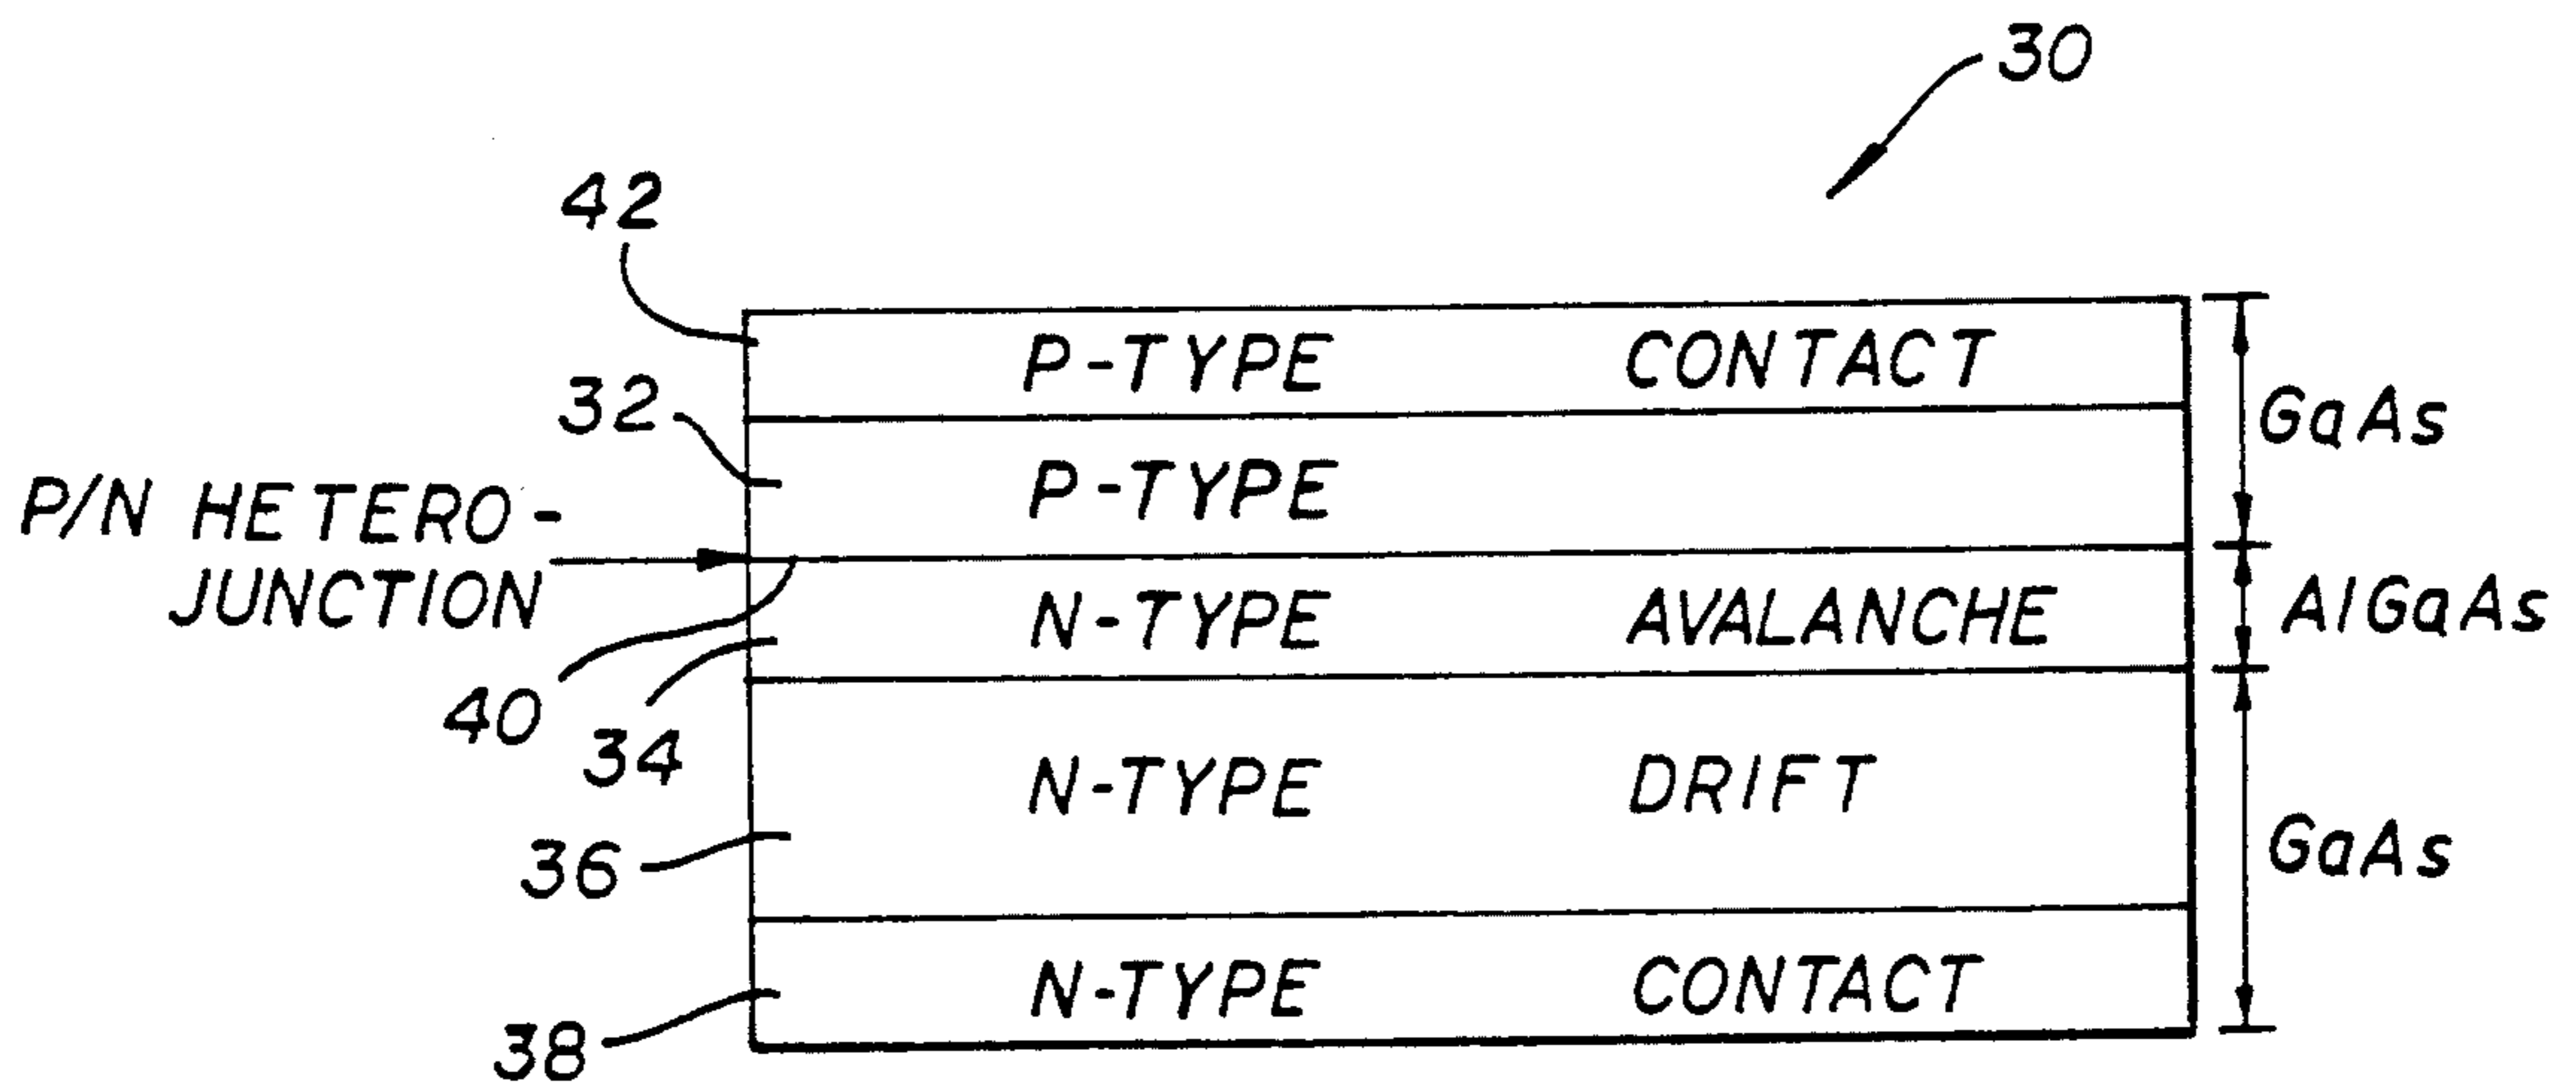 30
42
P-TYPE CONTACT
GaAs
32
P-TYPE
P/N HETERO-
JUNCTION
N-TYPE AVALANCHE
AlGaAs
40
34
N-TYPE DRIFT
36
GaAs
N-TYPE CONTACT
38